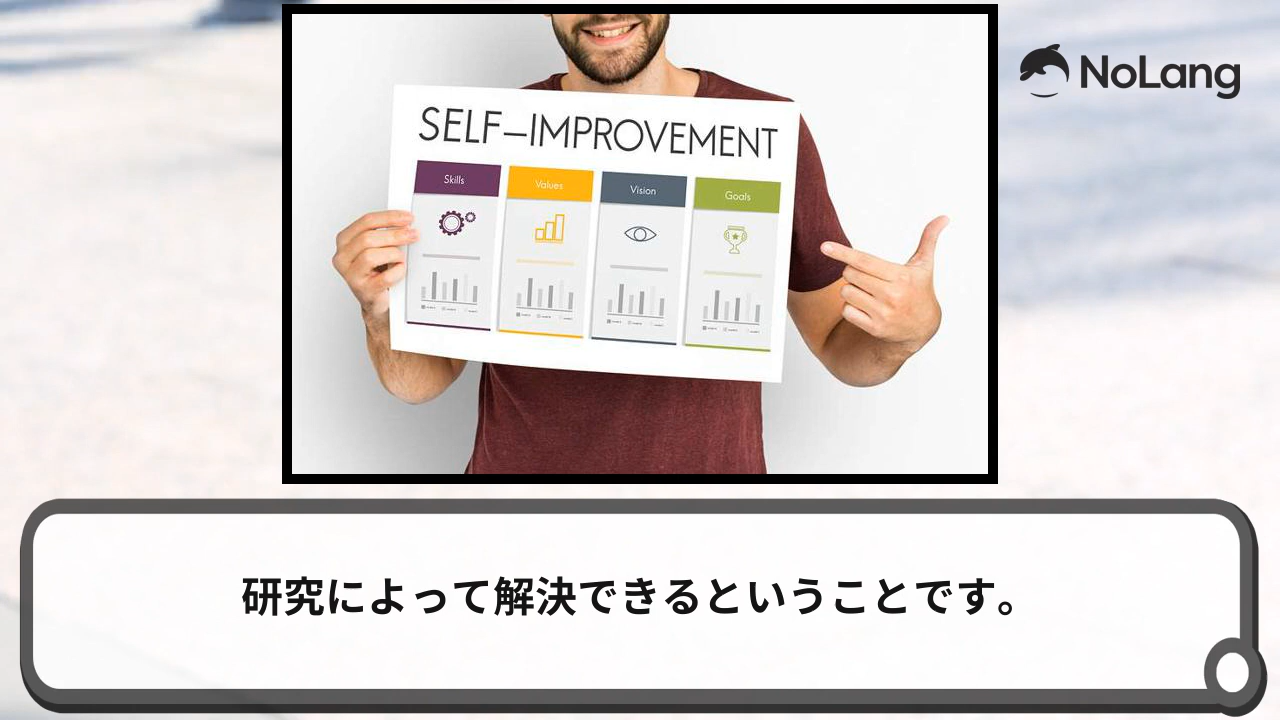 NoLang
SELF–IMPROVEMENT
Skills
Values
Vision
Goals
研究によって解決できるということです。